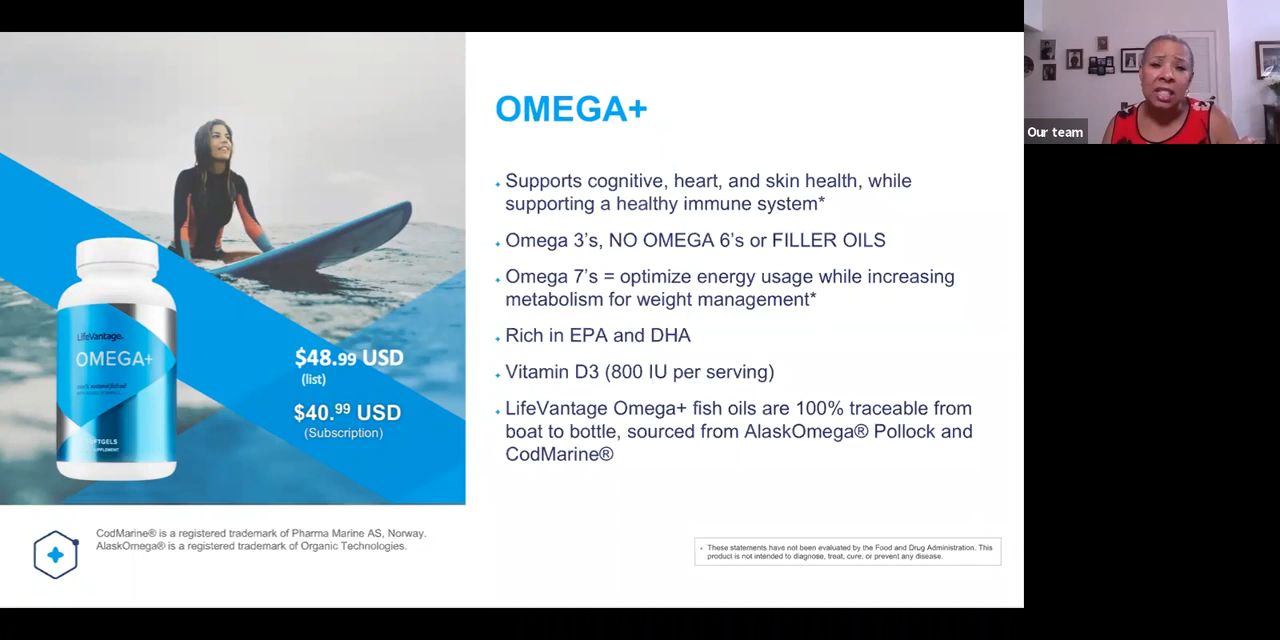 OMEGA+
Supports cognitive, heart, and skin health, while
supporting a healthy immune system*
Omega 3's, NO OMEGA 6's or FILLER OILS
Omega 7's = optimize energy usage while increasing
metabolism for weight management*
Rich in EPA and DHA
Vitamin D3 (800 IU per serving)
LifeVantage Omega+ fish oils are 100% traceable from
boat to bottle, sourced from AlaskOmega® Pollock and
CodMarine®
LifeVantage
OMEGA+
SOFTGELS
$48.99 USD
(list)
$40.99 USD
(Subscription)
CodMarine® is a registered trademark of Pharma Marine AS, Norway.
AlaskOmega® is a registered trademark of Organic Technologies.
These statements have not been evaluated by the Food and Drug Administration. This
product is not intended to diagnose, treat, cure, or prevent any disease.
Our team